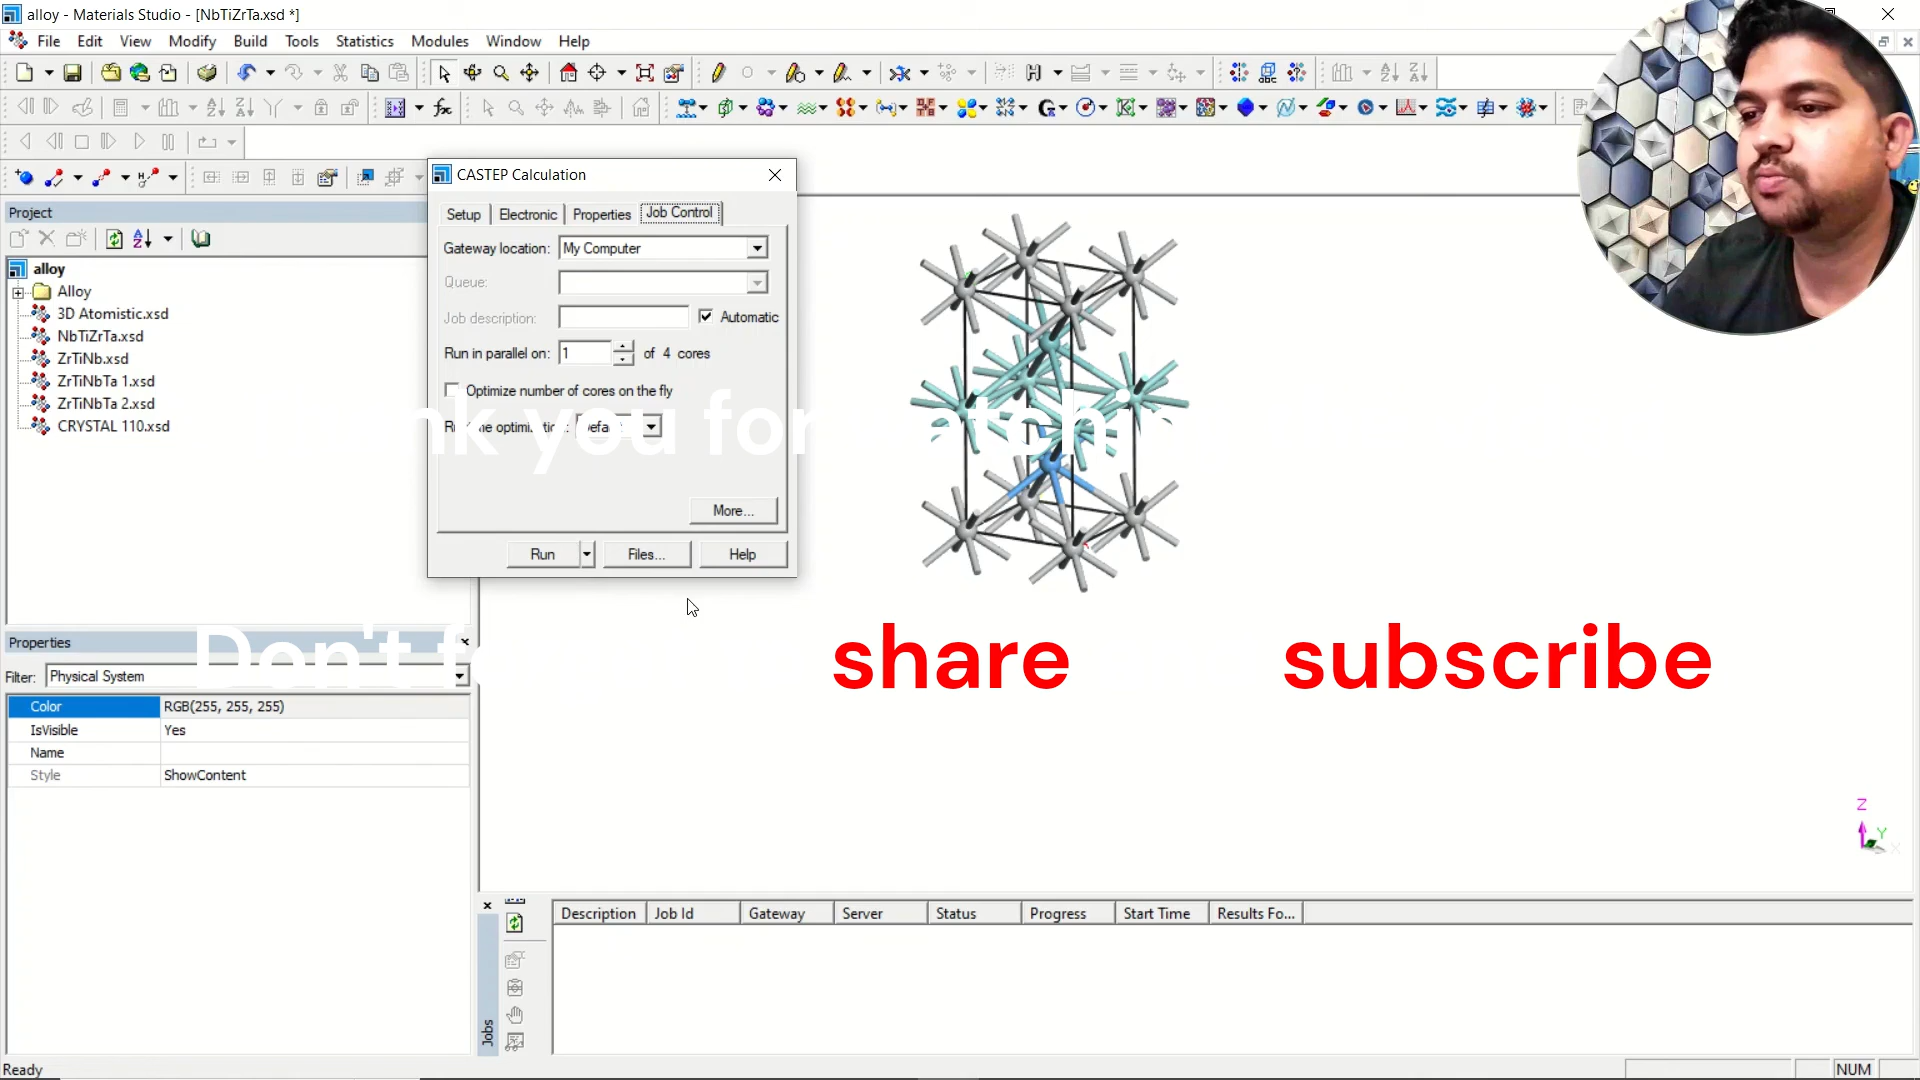 alloy - Materials Studio - [NbTiZrTa.xsd *]
File Edit View Modify Build Tools Statistics Modules Window Help
CASTEP Calculation
Setup Electronic Properties Job Control
Gateway location: My Computer
Queue:
Job description: Automatic
Run in parallel on: 1 of 4 cores
Optimize number of cores on the fly
More...
Run Files... Help
Project
alloy
Alloy
3D Atomistic.xsd
NbTiZrTa.xsd
ZrTiNb.xsd
ZrTiNbTa 1.xsd
ZrTiNbTa 2.xsd
CRYSTAL 110.xsd
nk you for
Don't
share subscribe
Properties
Filter: Physical System
Color RGB(255, 255, 255)
IsVisible Yes
Name
Style ShowContent
Z
Y
X
Jobs
Description Job Id Gateway Server Status Progress Start Time Results Fo...
Ready
NUM